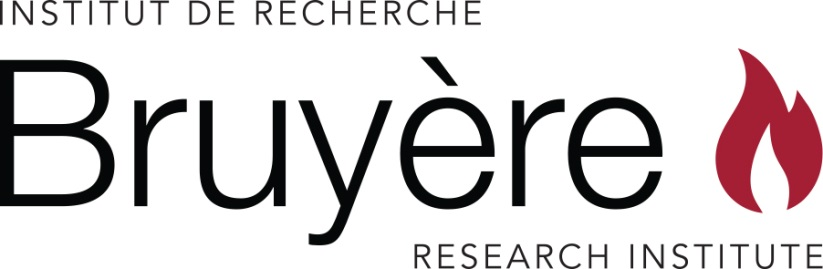 INSTITUT DE RECHERCHE
Bruyère
RESEARCH INSTITUTE